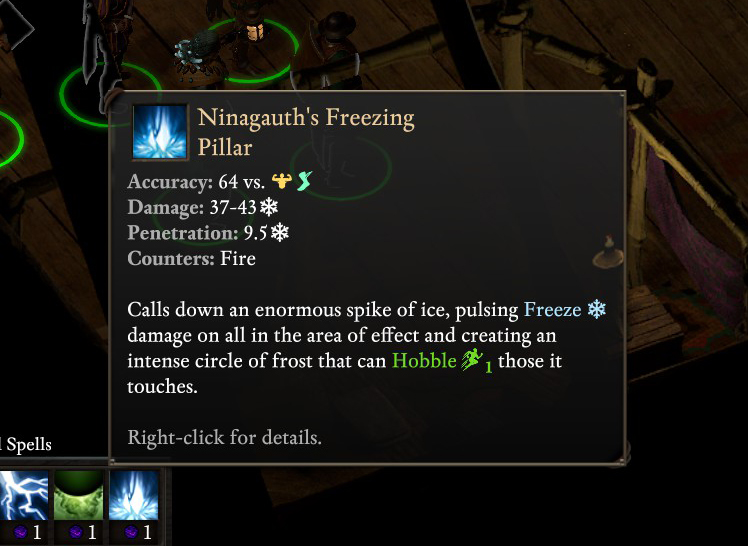 Ninagauth's Freezing
Pillar
Accuracy: 64 vs.
Damage: 37-43
Penetration: 9.5
Counters: Fire
Calls down an enormous spike of ice, pulsing Freeze
damage on all in the area of effect and creating an
intense circle of frost that can Hobble 1 those it
touches.
Right-click for details.
Spells
1 1 1